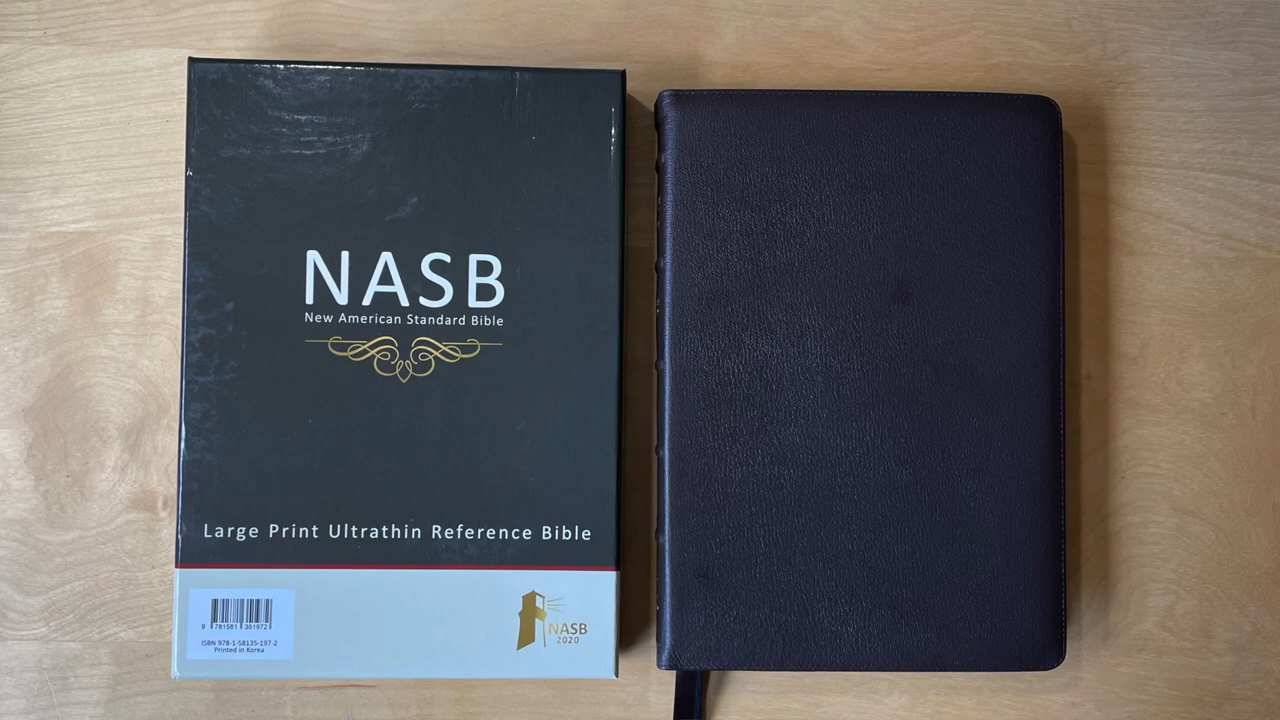 NASB
New American Standard Bible
Large Print Ultrathin Reference Bible
9 781581 351972
ISBN 978-1-58135-197-2
Printed in Korea
NASB
2020